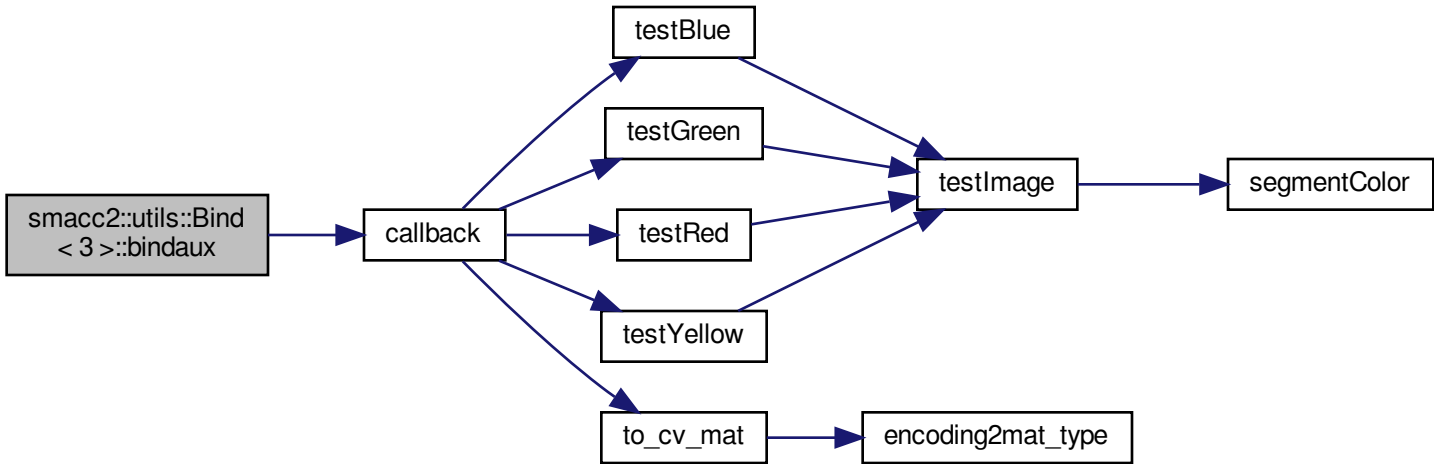 smacc2::utils::Bind
< 3 >::bindaux
callback
testBlue
testGreen
testRed
testYellow
to_cv_mat
testImage
encoding2mat_type
segmentColor